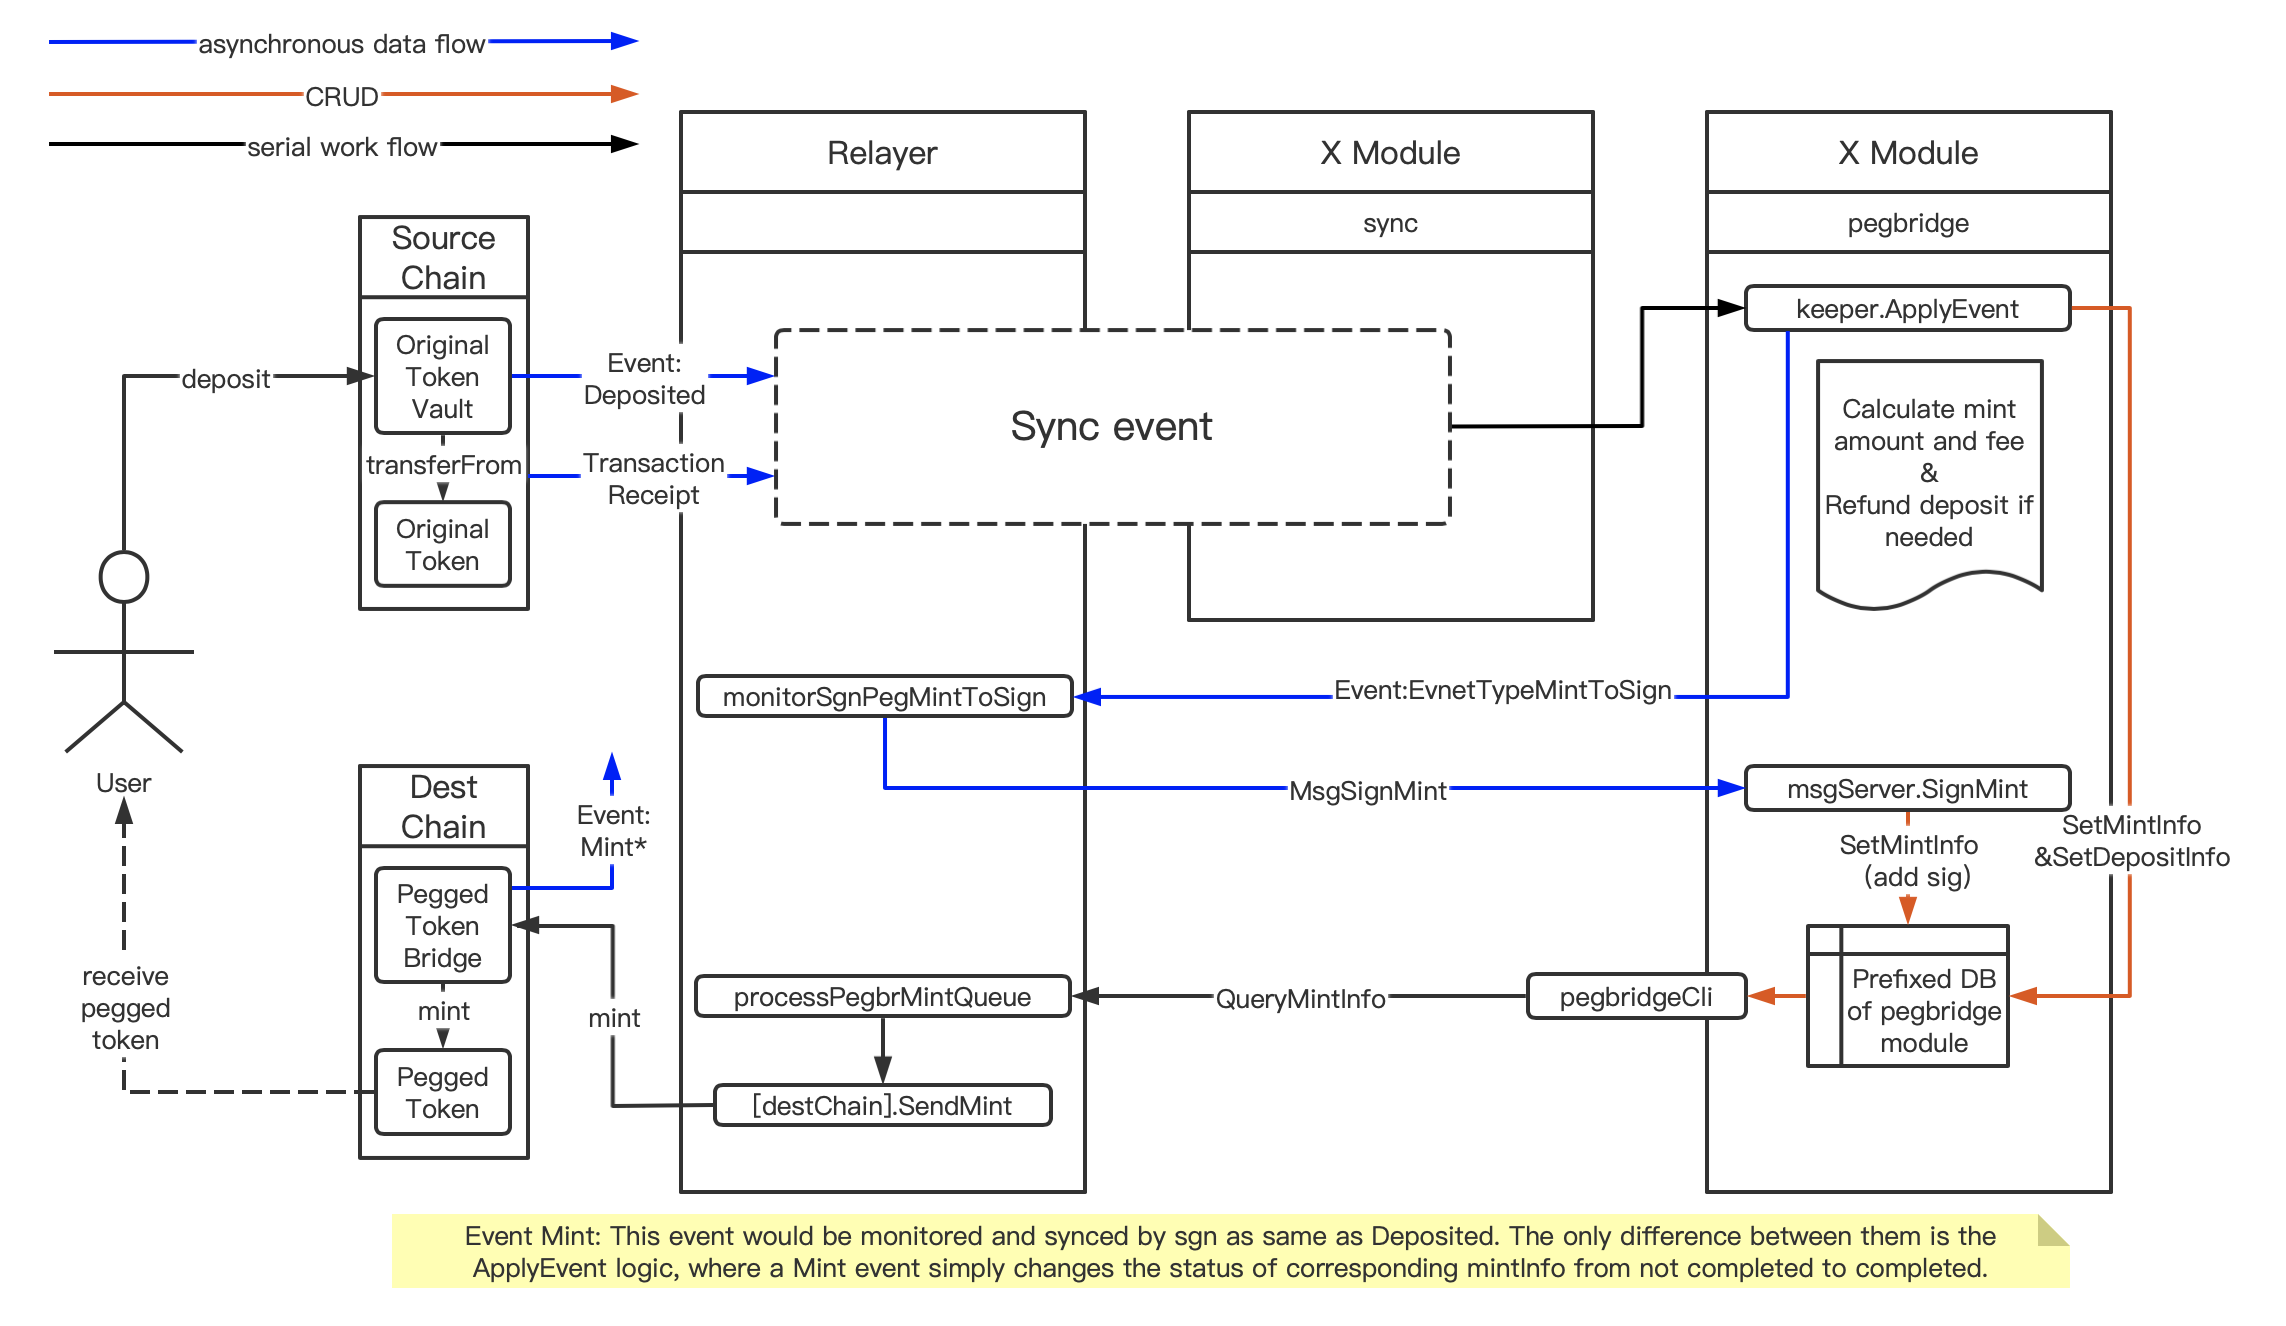 asynchronous data flow
CRUD
serial work flow
Relayer
X Module
sync
X Module
pegbridge
Source
Chain
Original
Token
Vault
transferFrom
Original
Token
deposit
Event:
Deposited
Transaction
Receipt
Sync event
keeper.ApplyEvent
Calculate mint
amount and fee
&
Refund deposit if
needed
monitorSgnPegMintToSign
Event:EvnetTypeMintToSign
MsgSignMint
msgServer.SignMint
SetMintInfo
(add sig)
SetMintInfo
&SetDepositInfo
User
Dest
Chain
Event:
Mint*
Pegged
Token
Bridge
mint
Pegged
Token
receive
pegged
token
mint
processPegbrMintQueue
QueryMintInfo
pegbridgeCli
Prefixed DB
of pegbridge
module
[destChain].SendMint
Event Mint: This event would be monitored and synced by sgn as same as Deposited. The only difference between them is the
ApplyEvent logic, where a Mint event simply changes the status of corresponding mintInfo from not completed to completed.